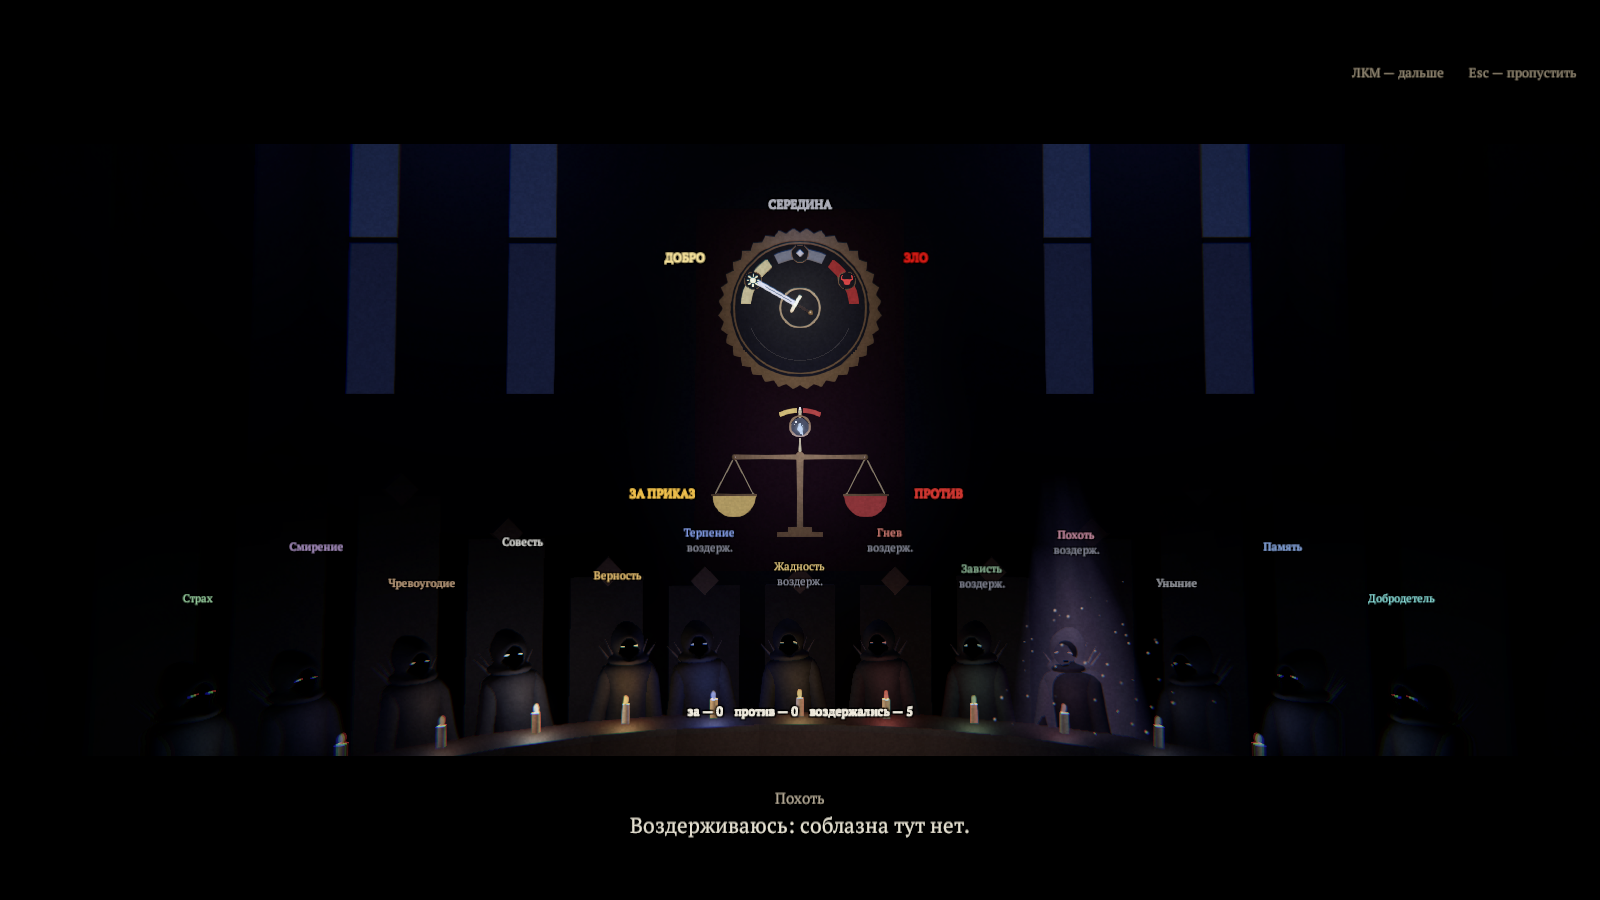 ЛКМ — дальше Esc — пропустить
СЕРЕДИНА
ДОБРО
ЗЛО
ЗА ПРИКАЗ
ПРОТИВ
Страх
Смирение
Чревоугодие
Совесть
Верность
Терпение
воздерж.
Жадность
воздерж.
Гнев
воздерж.
Зависть
воздерж.
Похоть
воздерж.
Уныние
Память
Добродетель
за — 0 против — 0 воздержались — 5
Похоть
Воздерживаюсь: соблазна тут нет.